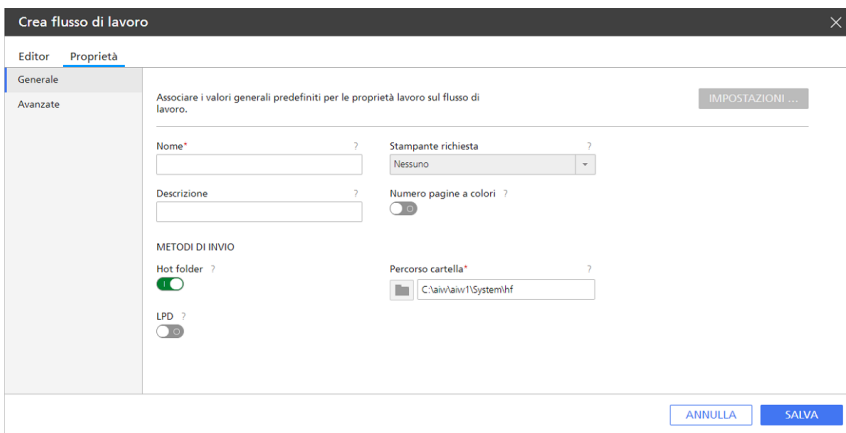 Crea flusso di lavoro
Editor Proprietà
Generale
Avanzate
Associare i valori generali predefiniti per le proprietà lavoro sul flusso di
lavoro.
IMPOSTAZIONI ...
Nome* ? Stampante richiesta ?
Nessuno
Descrizione ? Numero pagine a colori ?
METODI DI INVIO
Hot folder ? Percorso cartella* ?
C:\aiw\aiw1\System\hf
LPD ?
ANNULLA SALVA